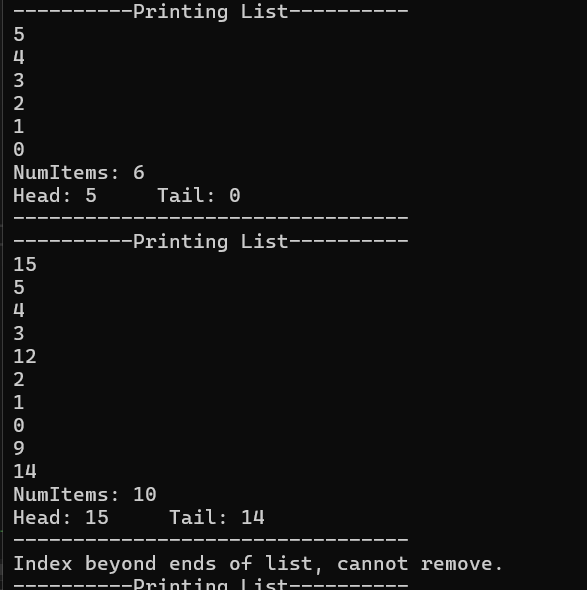 ----------Printing List----------
5
4
3
2
1
0
NumItems: 6
Head: 5     Tail: 0
---------------------------------
----------Printing List----------
15
5
4
3
12
2
1
0
9
14
NumItems: 10
Head: 15     Tail: 14
---------------------------------
Index beyond ends of list, cannot remove.
----------Printing List----------